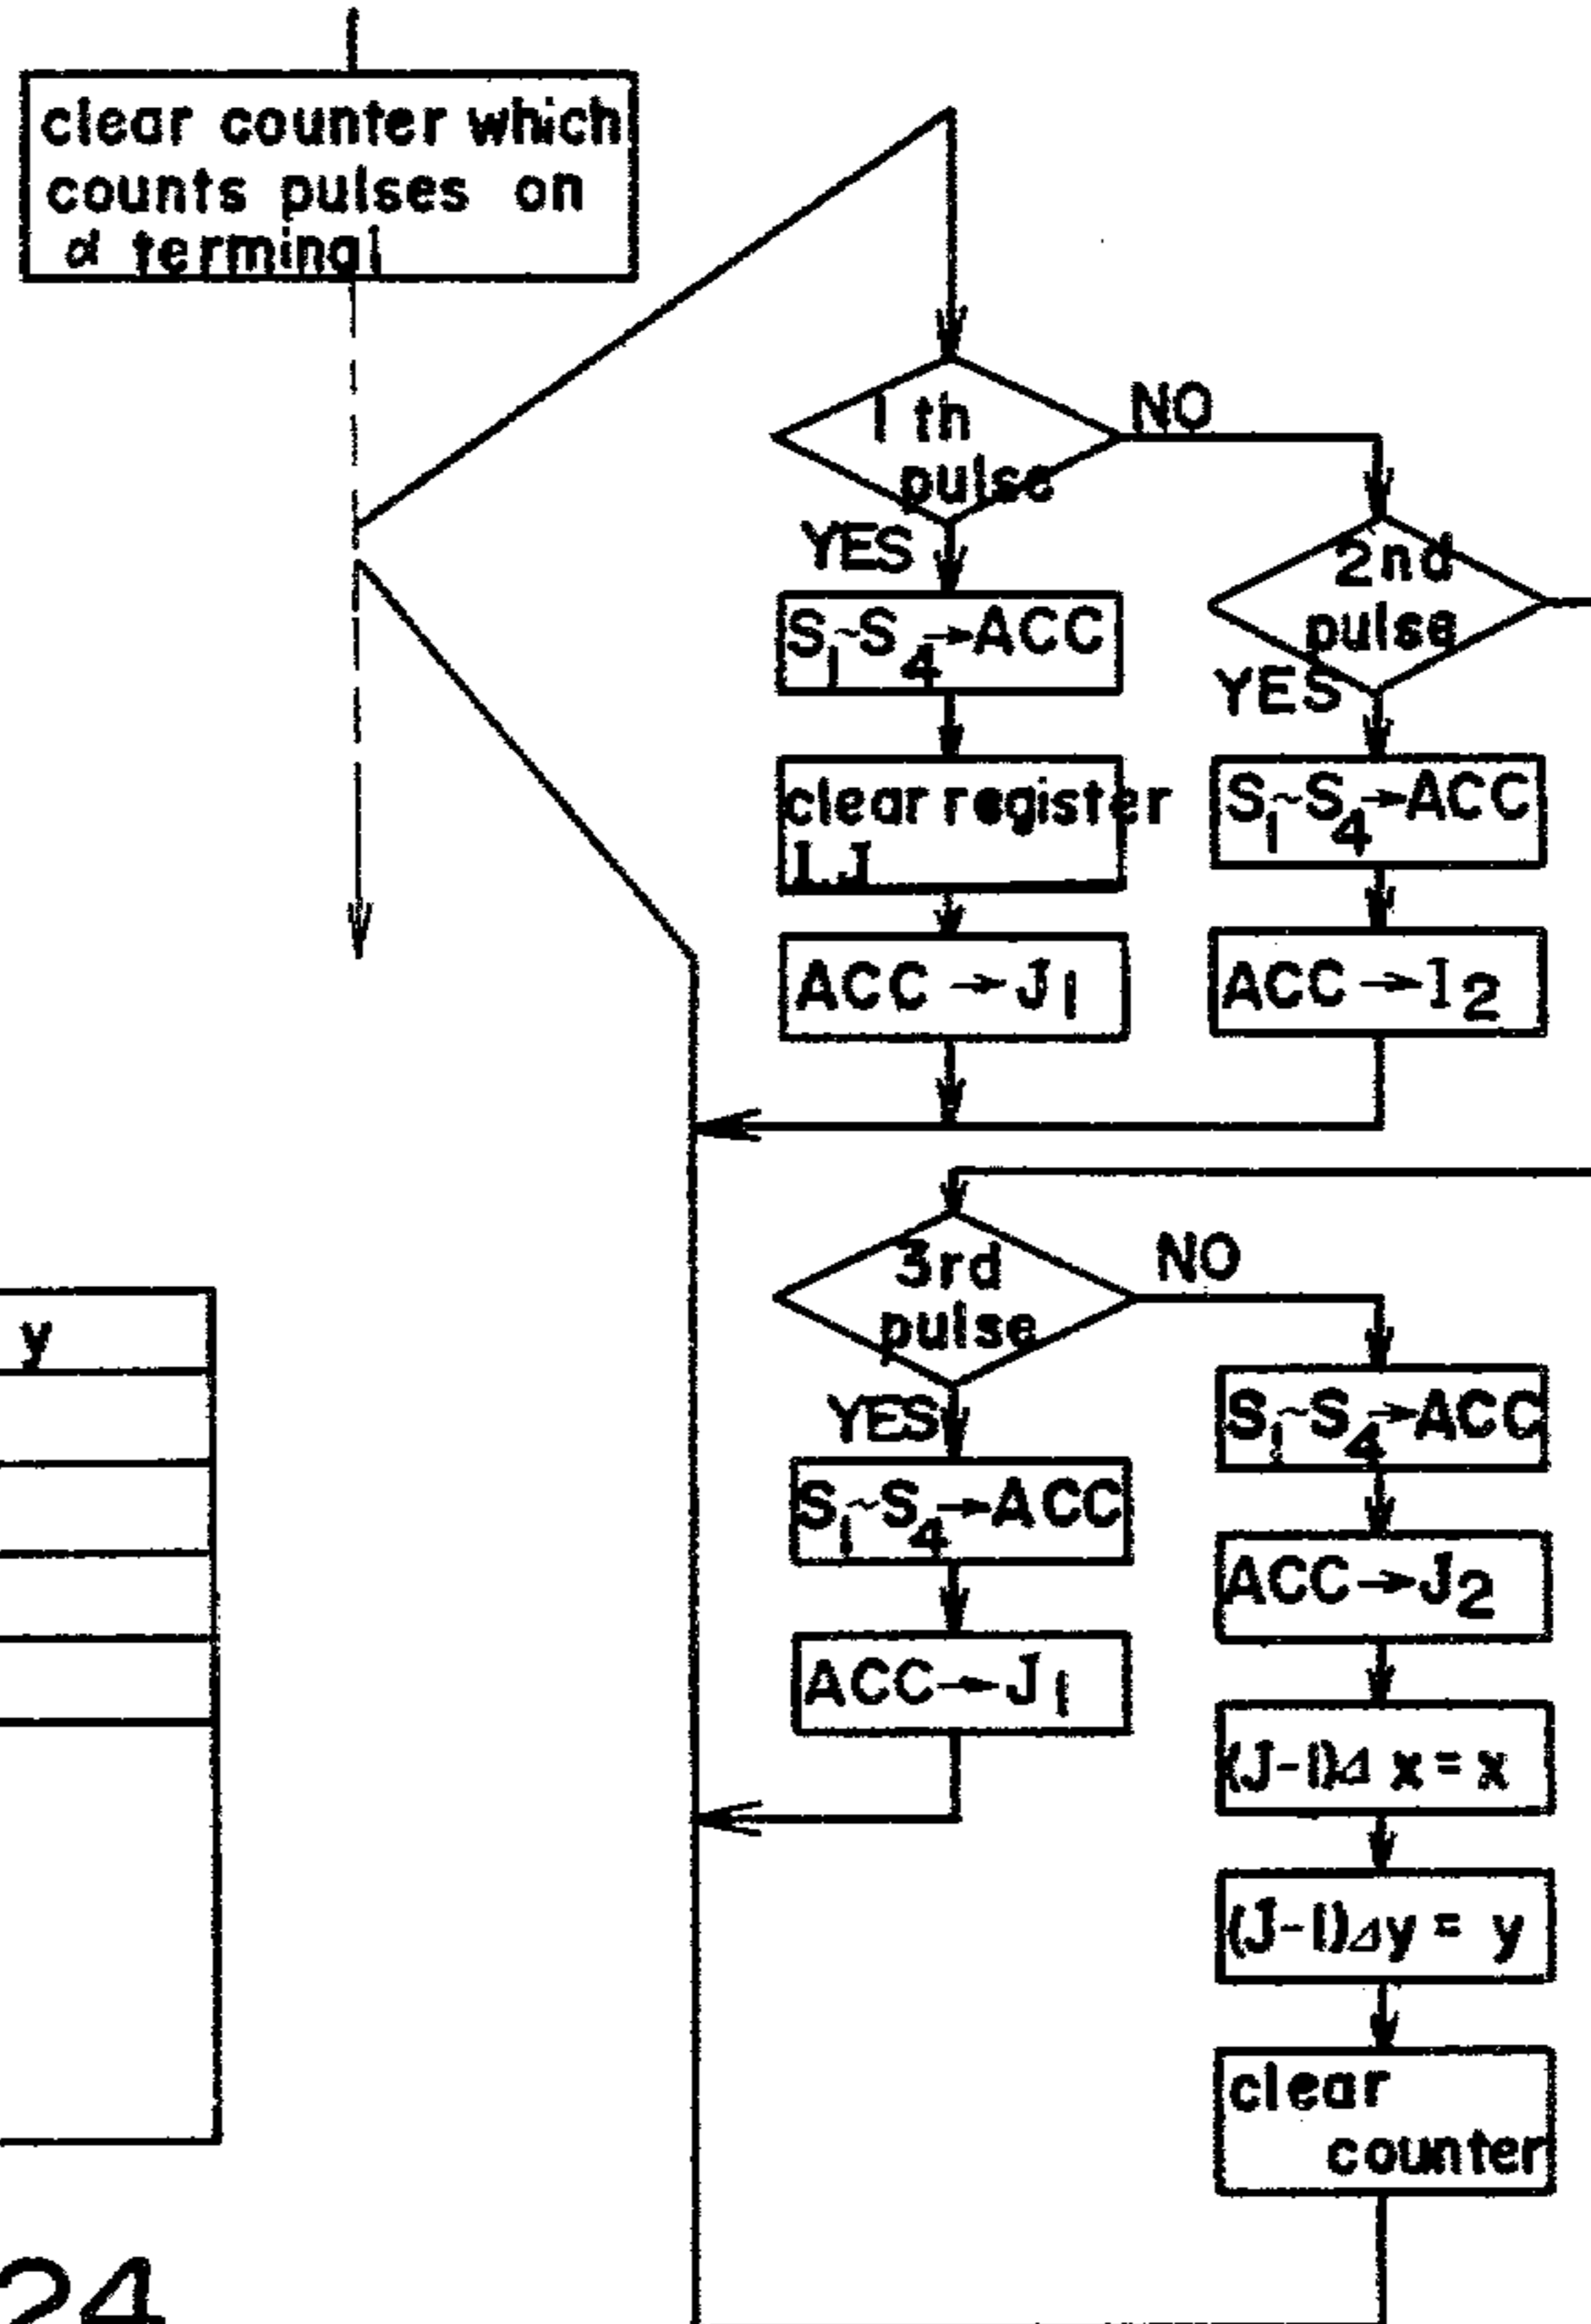 clear counter which
counts pulses on
α terminal
1 th
pulse
NO
YES
S₁~S₄→ACC
clear register
I.J
ACC→J₁
2nd
pulse
YES
S₁~S₄→ACC
ACC→I₂
3rd
pulse
NO
YES
S₁~S₄→ACC
ACC→J₁
S₁~S₄→ACC
ACC→J₂
(J-1)Δ x = x
(J-1)Δy = y
clear
counter
y
24